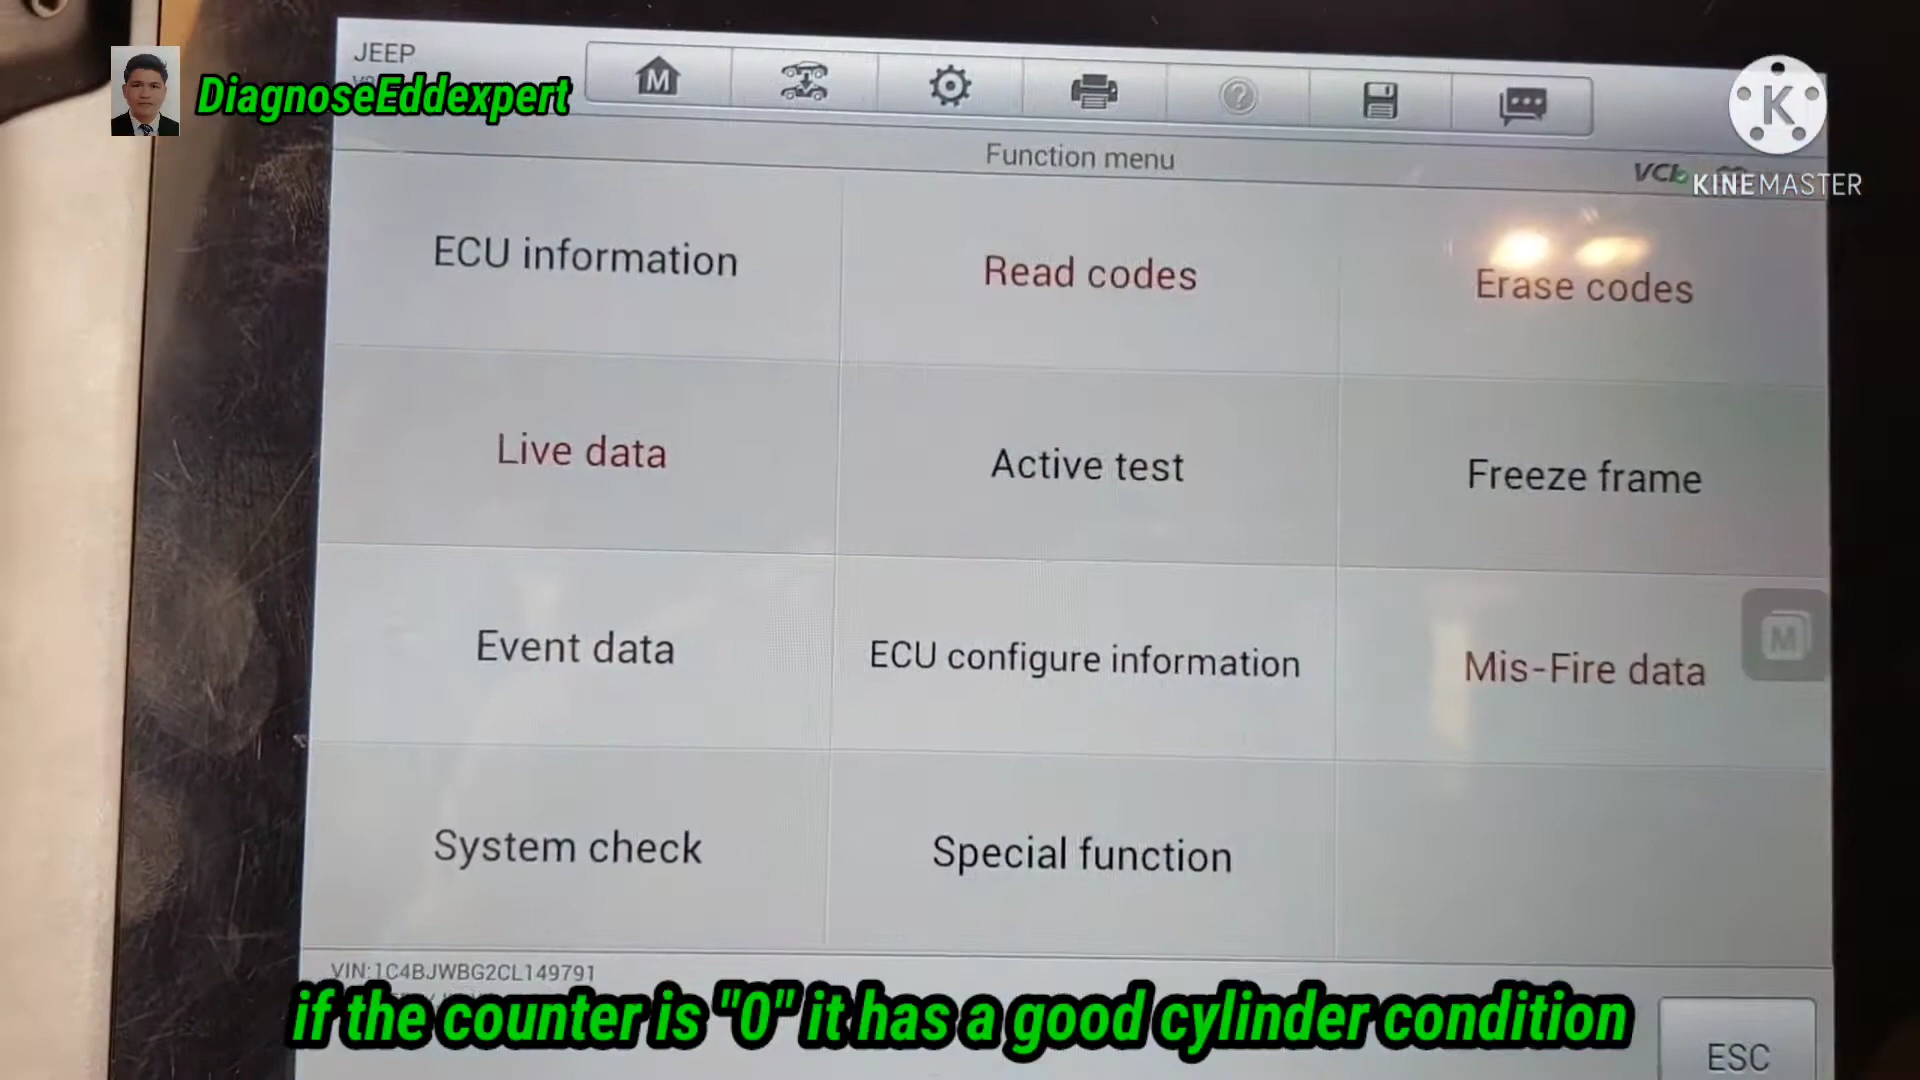 JEEP
DiagnoseEddexpert
M
K
Function menu
VCI
KINEMASTER
ECU information
Read codes
Erase codes
Live data
Active test
Freeze frame
Event data
ECU configure information
Mis-Fire data
M
System check
Special function
VIN:1C4BJWBG2CL149791
if the counter is "0" it has a good cylinder condition
ESC